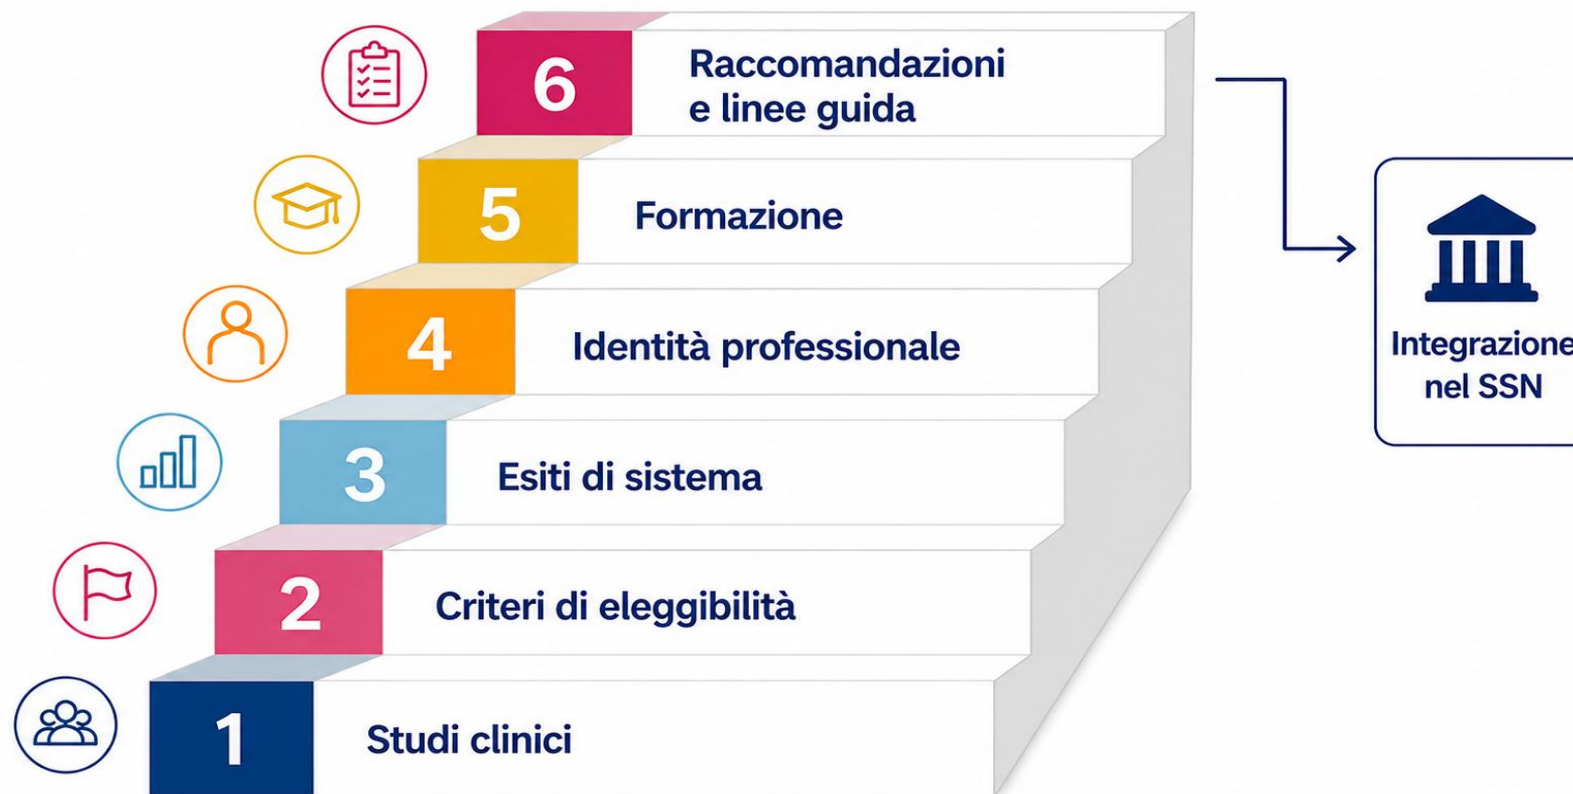 6
Raccomandazioni
e linee guida
5
Formazione
4
Identità professionale
3
Esiti di sistema
2
Criteri di eleggibilità
1
Studi clinici
Integrazione
nel SSN